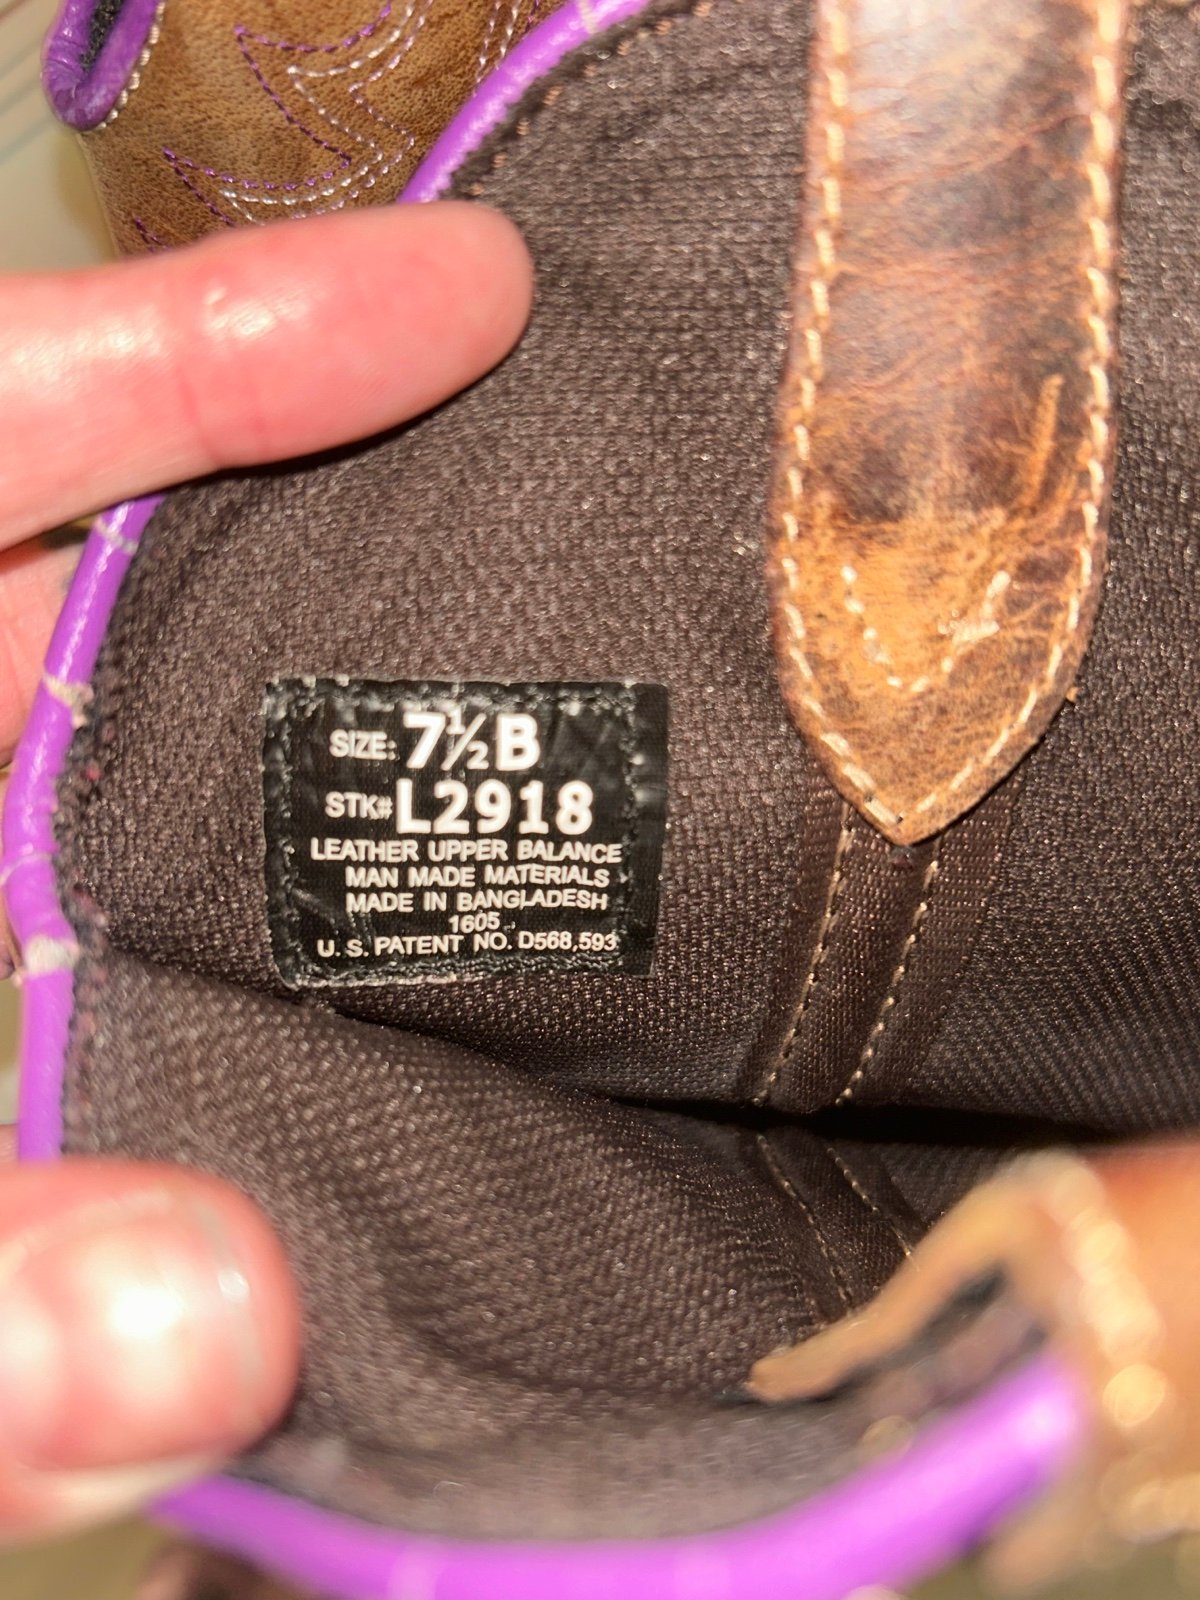 SIZE: 7½B
STK# L2918
LEATHER UPPER BALANCE
MAN MADE MATERIALS
MADE IN BANGLADESH
1605
U.S. PATENT NO. D568,593